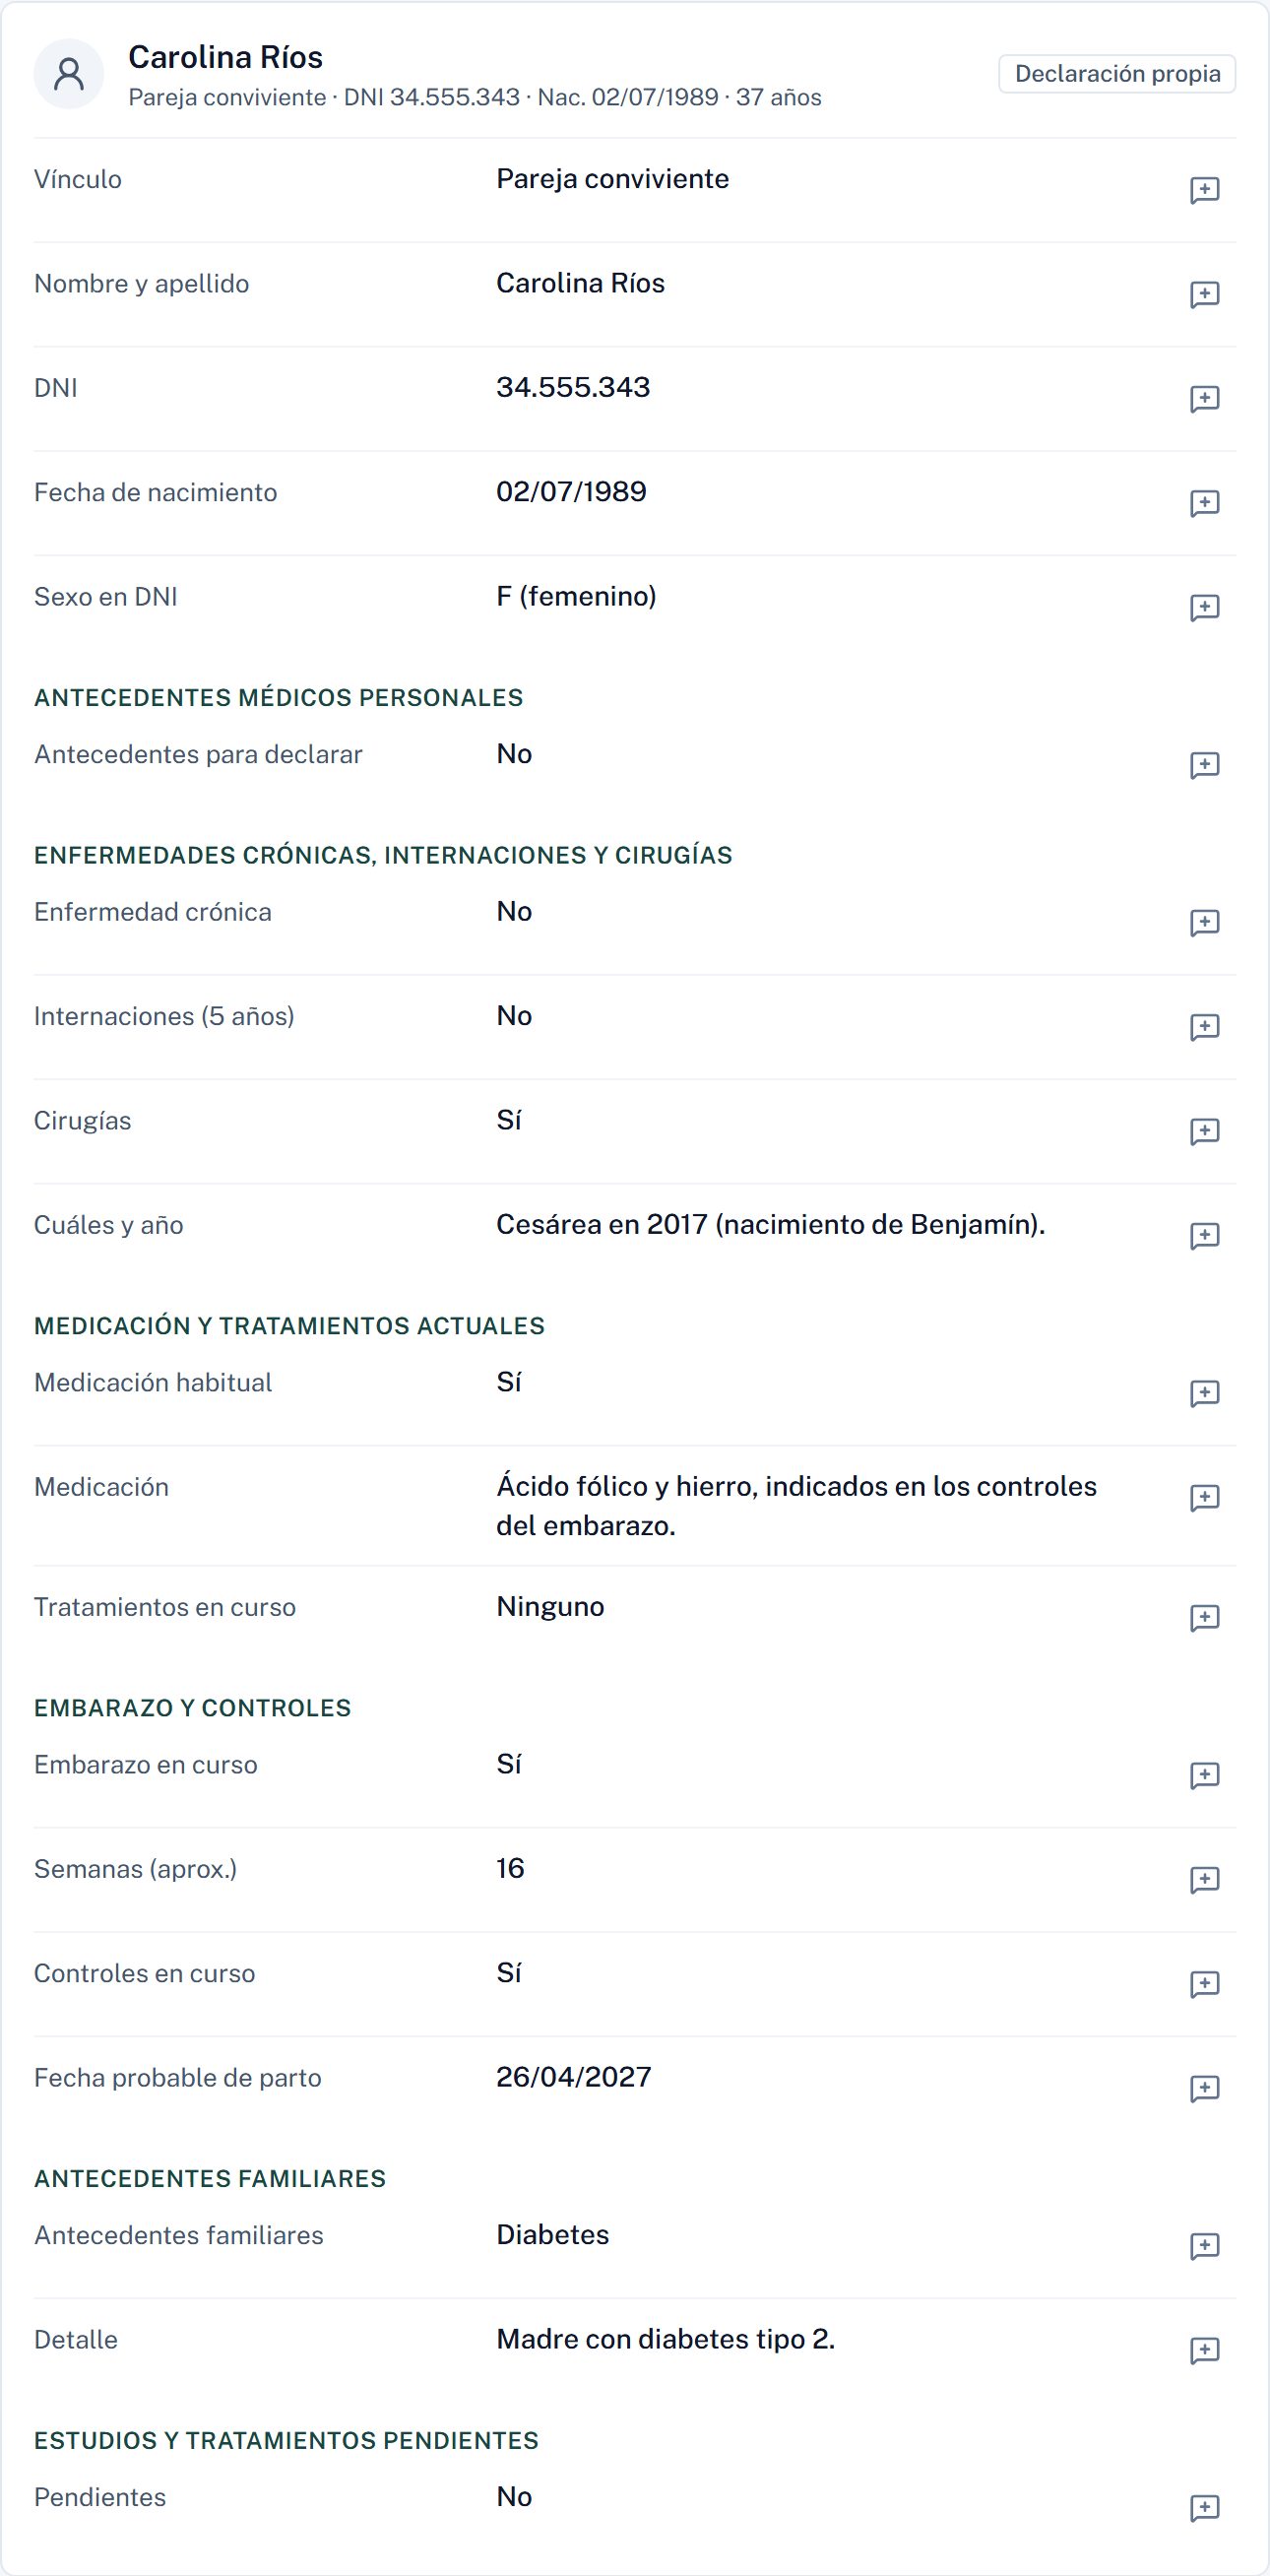 Carolina Ríos
Pareja conviviente · DNI 34.555.343 · Nac. 02/07/1989 · 37 años
Declaración propia
Vínculo Pareja conviviente
Nombre y apellido Carolina Ríos
DNI 34.555.343
Fecha de nacimiento 02/07/1989
Sexo en DNI F (femenino)
ANTECEDENTES MÉDICOS PERSONALES
Antecedentes para declarar No
ENFERMEDADES CRÓNICAS, INTERNACIONES Y CIRUGÍAS
Enfermedad crónica No
Internaciones (5 años) No
Cirugías Sí
Cuáles y año Cesárea en 2017 (nacimiento de Benjamín).
MEDICACIÓN Y TRATAMIENTOS ACTUALES
Medicación habitual Sí
Medicación Ácido fólico y hierro, indicados en los controles
del embarazo.
Tratamientos en curso Ninguno
EMBARAZO Y CONTROLES
Embarazo en curso Sí
Semanas (aprox.) 16
Controles en curso Sí
Fecha probable de parto 26/04/2027
ANTECEDENTES FAMILIARES
Antecedentes familiares Diabetes
Detalle Madre con diabetes tipo 2.
ESTUDIOS Y TRATAMIENTOS PENDIENTES
Pendientes No